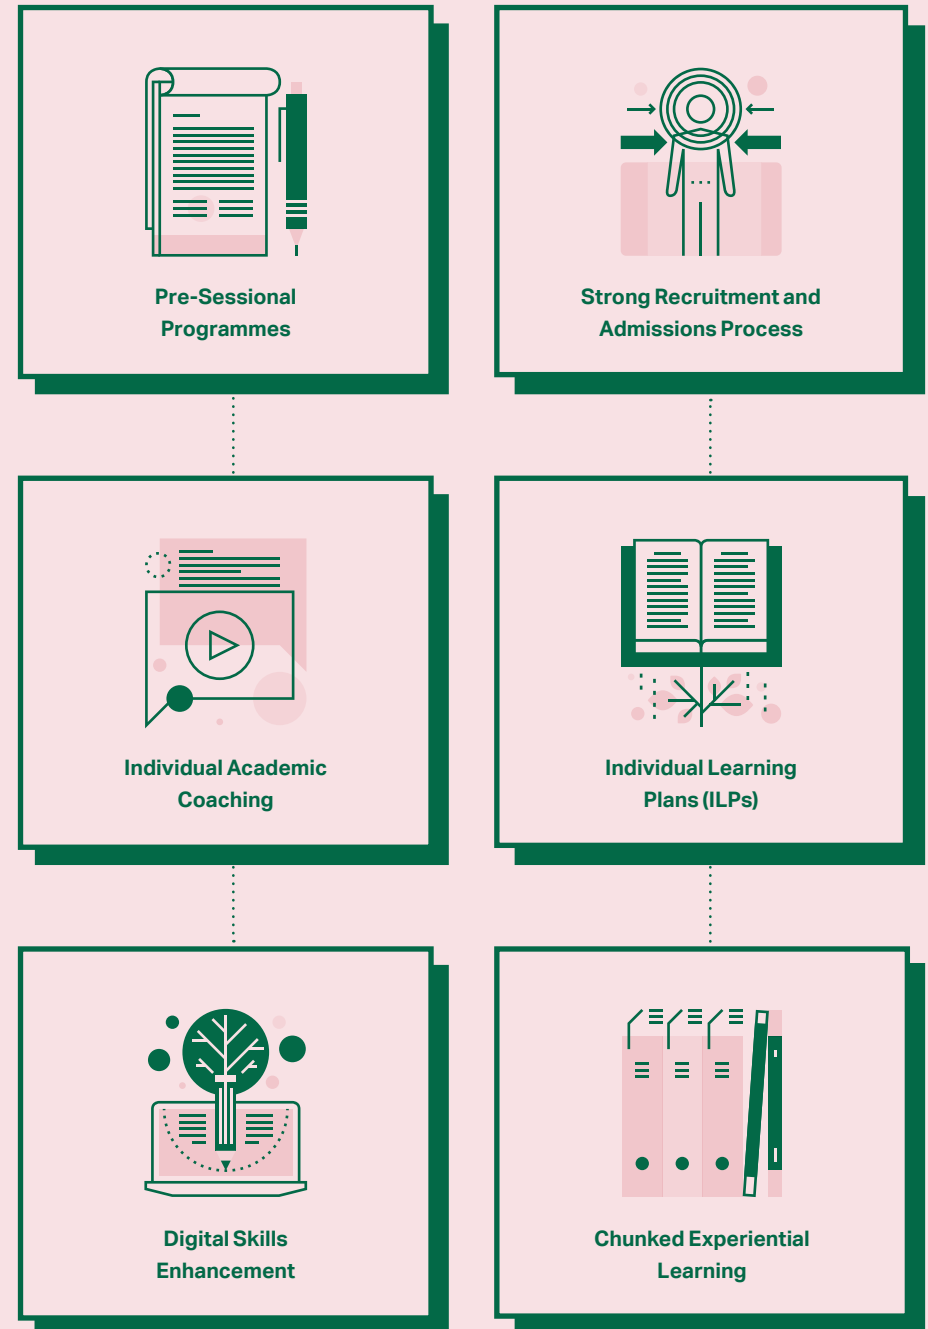 Pre-Sessional
Programmes
Strong Recruitment and
Admissions Process
Individual Academic
Coaching
Individual Learning
Plans (ILPs)
Digital Skills
Enhancement
Chunked Experiential
Learning